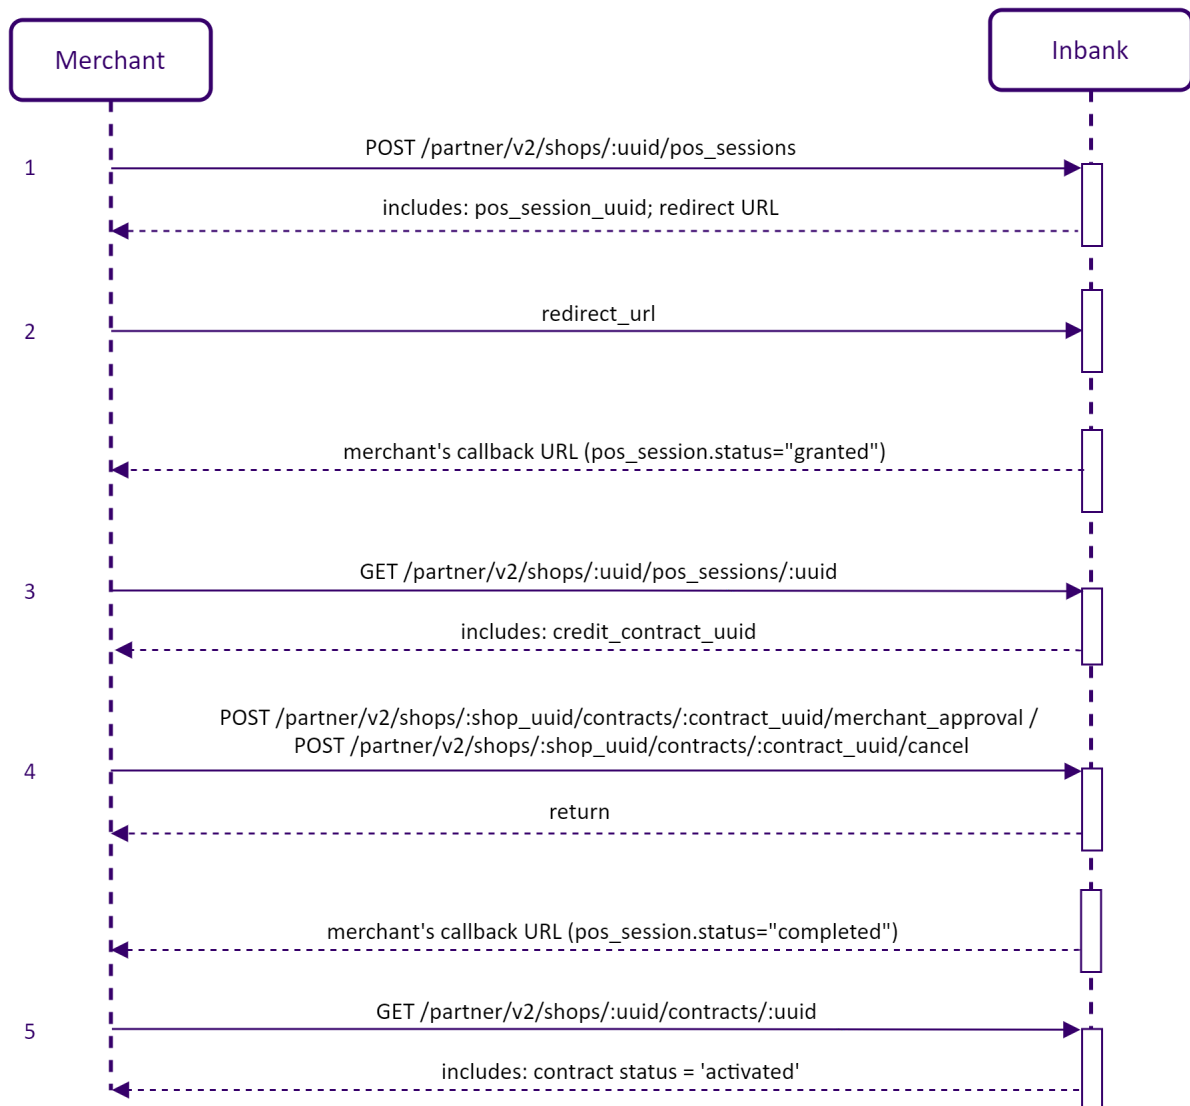 Merchant
Inbank
POST /partner/v2/shops/:uuid/pos_sessions
1
includes: pos_session_uuid; redirect URL
redirect_url
2
merchant's callback URL (pos_session.status="granted")
GET /partner/v2/shops/:uuid/pos_sessions/:uuid
3
includes: credit_contract_uuid
POST /partner/v2/shops/:shop_uuid/contracts/:contract_uuid/merchant_approval /
POST /partner/v2/shops/:shop_uuid/contracts/:contract_uuid/cancel
4
return
merchant's callback URL (pos_session.status="completed")
GET /partner/v2/shops/:uuid/contracts/:uuid
5
includes: contract status = 'activated'